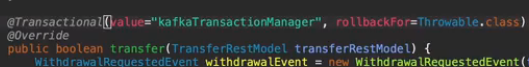 @Transactional(value="kafkaTransactionManager", rollbackFor=Throwable.class)
@Override
public boolean transfer(TransferRestModel transferRestModel) {
WithdrawalRequestedEvent withdrawalEvent = new WithdrawalRequestedEvent(